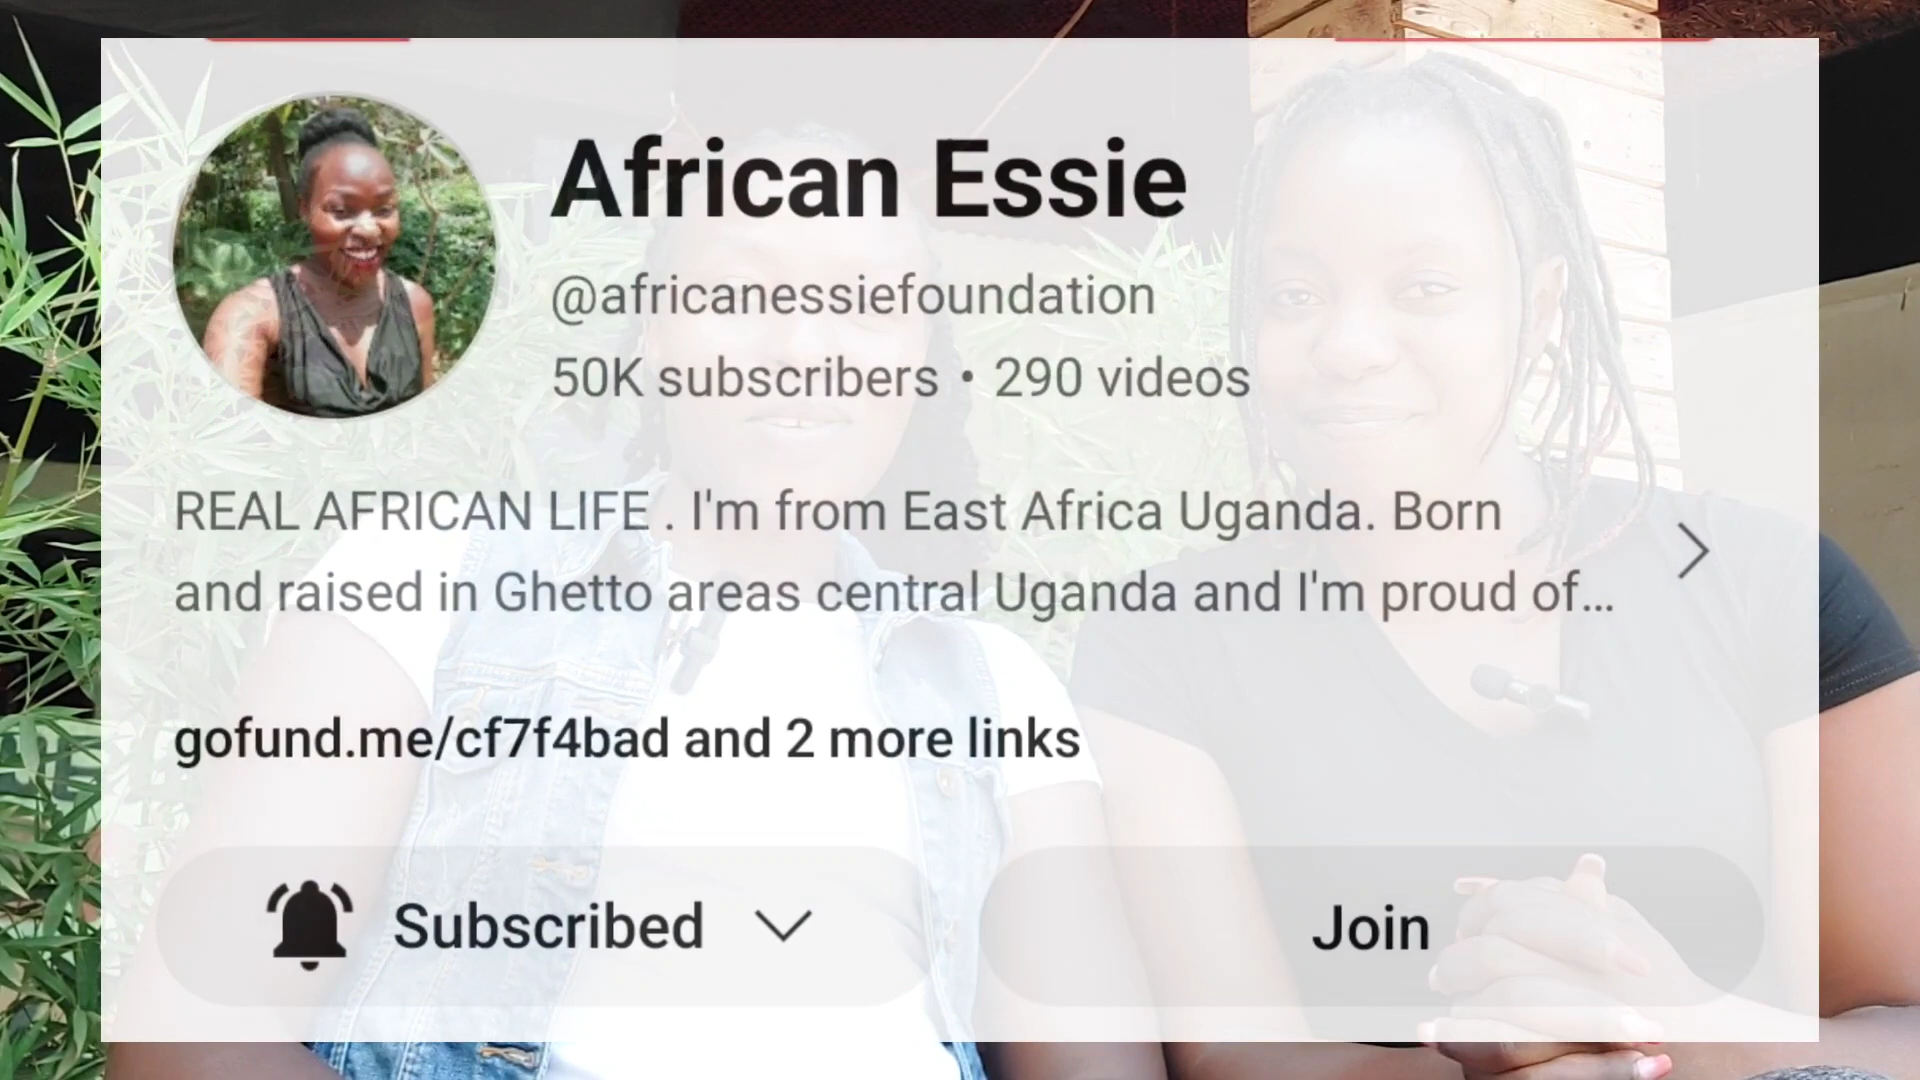 African Essie
@africanessiefoundation
50K subscribers • 290 videos
REAL AFRICAN LIFE . I'm from East Africa Uganda. Born
and raised in Ghetto areas central Uganda and I'm proud of...
gofund.me/cf7f4bad and 2 more links
Subscribed
Join